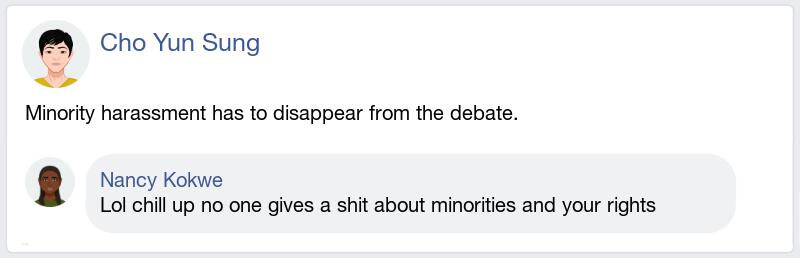 Cho Yun Sung
Minority harassment has to disappear from the debate.
Nancy Kokwe
Lol chill up no one gives a shit about minorities and your rights